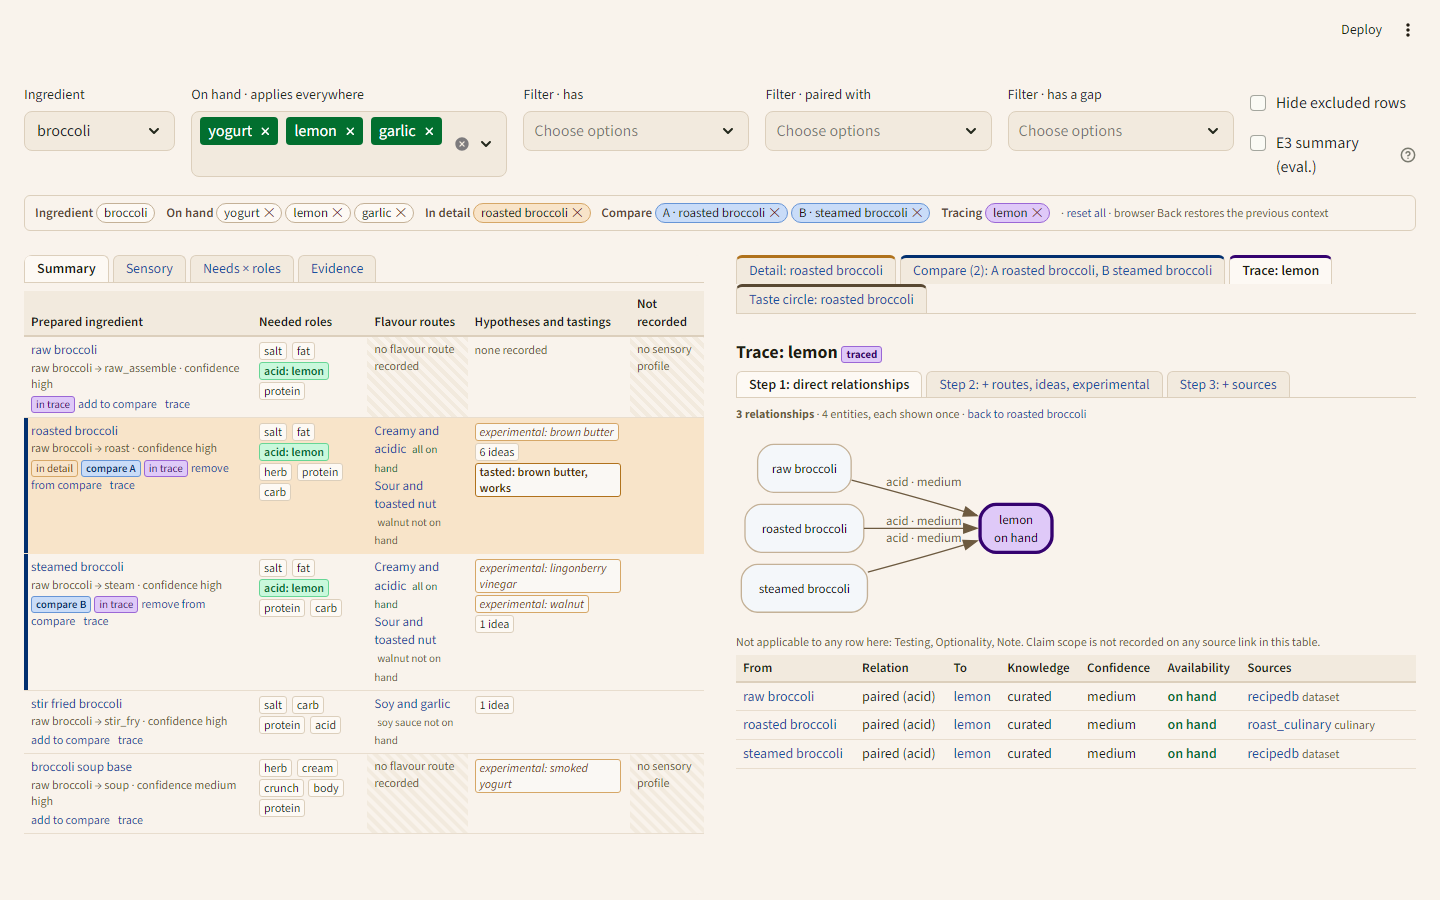 Deploy
Ingredient
On hand · applies everywhere
Filter · has
Filter · paired with
Filter · has a gap
broccoli
yogurt ×
lemon ×
garlic ×
Choose options
Choose options
Choose options
Hide excluded rows
E3 summary
(eval.)
Ingredient broccoli On hand yogurt × lemon × garlic × In detail roasted broccoli × Compare A · roasted broccoli × B · steamed broccoli × Tracing lemon × · reset all · browser Back restores the previous context
Summary
Sensory
Needs × roles
Evidence
Prepared ingredient
Needed roles
Flavour routes
Hypotheses and tastings
Not
recorded
raw broccoli
raw broccoli → raw_assemble · confidence
high
in trace add to compare trace
salt fat
acid: lemon
protein
no flavour route
recorded
none recorded
no sensory
profile
roasted broccoli
raw broccoli → roast · confidence high
in detail compare A in trace remove
from compare trace
salt fat
acid: lemon
herb protein
carb
Creamy and
acidic all on
hand
Sour and
toasted nut
walnut not on
hand
experimental: brown butter
6 ideas
tasted: brown butter,
works
steamed broccoli
raw broccoli → steam · confidence high
compare B in trace remove from
compare trace
salt fat
acid: lemon
protein carb
Creamy and
acidic all on
hand
Sour and
toasted nut
walnut not on
hand
experimental: lingonberry
vinegar
experimental: walnut
1 idea
stir fried broccoli
raw broccoli → stir_fry · confidence high
add to compare trace
salt carb
protein acid
Soy and garlic
soy sauce not on
hand
1 idea
broccoli soup base
raw broccoli → soup · confidence medium
high
add to compare trace
herb cream
crunch body
protein
no flavour route
recorded
experimental: smoked
yogurt
no sensory
profile
Detail: roasted broccoli
Compare (2): A roasted broccoli, B steamed broccoli
Trace: lemon
Taste circle: roasted broccoli
Trace: lemon traced
Step 1: direct relationships
Step 2: + routes, ideas, experimental
Step 3: + sources
3 relationships · 4 entities, each shown once · back to roasted broccoli
raw broccoli
acid · medium
roasted broccoli
acid · medium
acid · medium
lemon
on hand
steamed broccoli
Not applicable to any row here: Testing, Optionality, Note. Claim scope is not recorded on any source link in this table.
From Relation To Knowledge Confidence Availability Sources
raw broccoli paired (acid) lemon curated medium on hand recipedb dataset
roasted broccoli paired (acid) lemon curated medium on hand roast_culinary culinary
steamed broccoli paired (acid) lemon curated medium on hand recipedb dataset